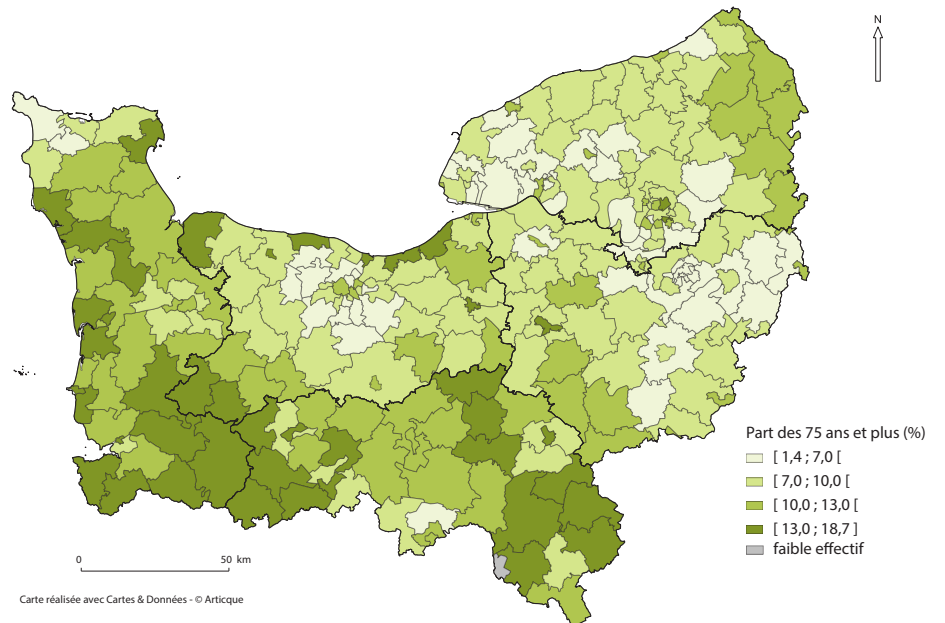 N
Part des 75 ans et plus (%)
[ 1,4 ; 7,0 [
[ 7,0 ; 10,0 [
[ 10,0 ; 13,0 [
[ 13,0 ; 18,7 ]
faible effectif
0 50 km
Carte réalisée avec Cartes & Données - © Articque